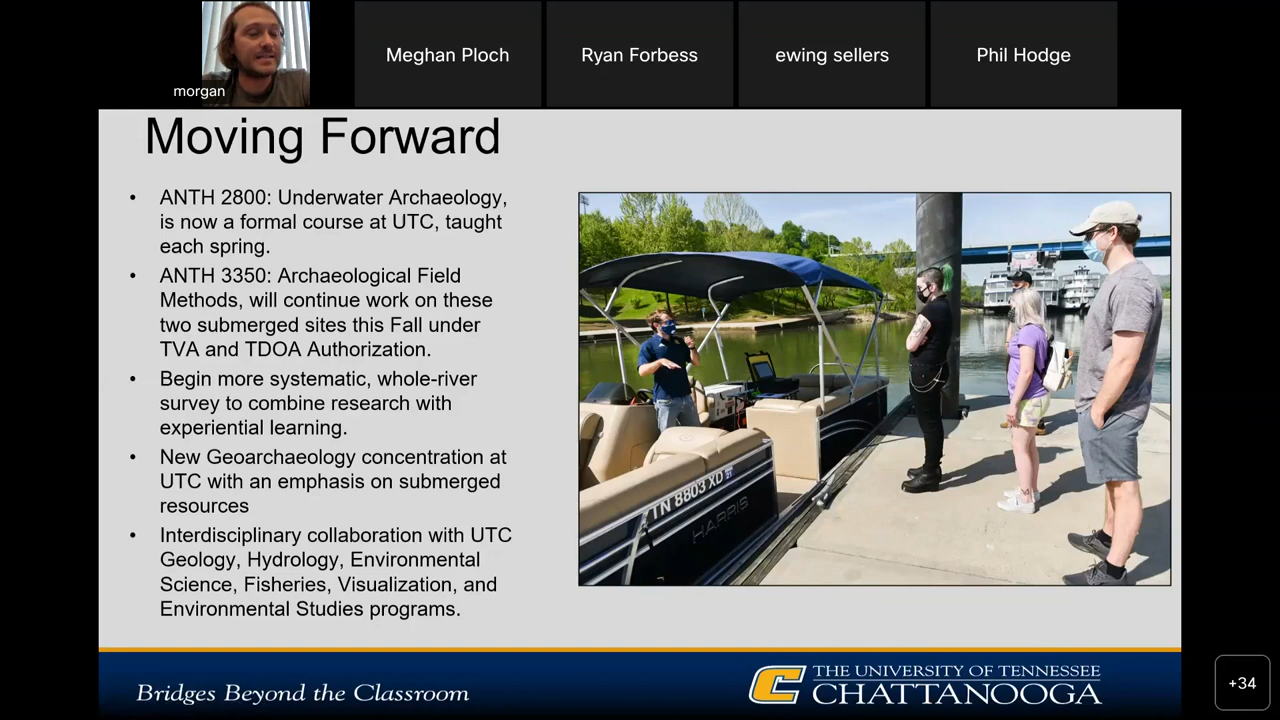 Meghan Ploch
Ryan Forbess
ewing sellers
Phil Hodge
morgan
Moving Forward
• ANTH 2800: Underwater Archaeology,
is now a formal course at UTC, taught
each spring.
• ANTH 3350: Archaeological Field
Methods, will continue work on these
two submerged sites this Fall under
TVA and TDOA Authorization.
• Begin more systematic, whole-river
survey to combine research with
experiential learning.
• New Geoarchaeology concentration at
UTC with an emphasis on submerged
resources
• Interdisciplinary collaboration with UTC
Geology, Hydrology, Environmental
Science, Fisheries, Visualization, and
Environmental Studies programs.
TN 8803 XD
HARRIS
Bridges Beyond the Classroom
C
THE UNIVERSITY OF TENNESSEE
CHATTANOOGA
+34